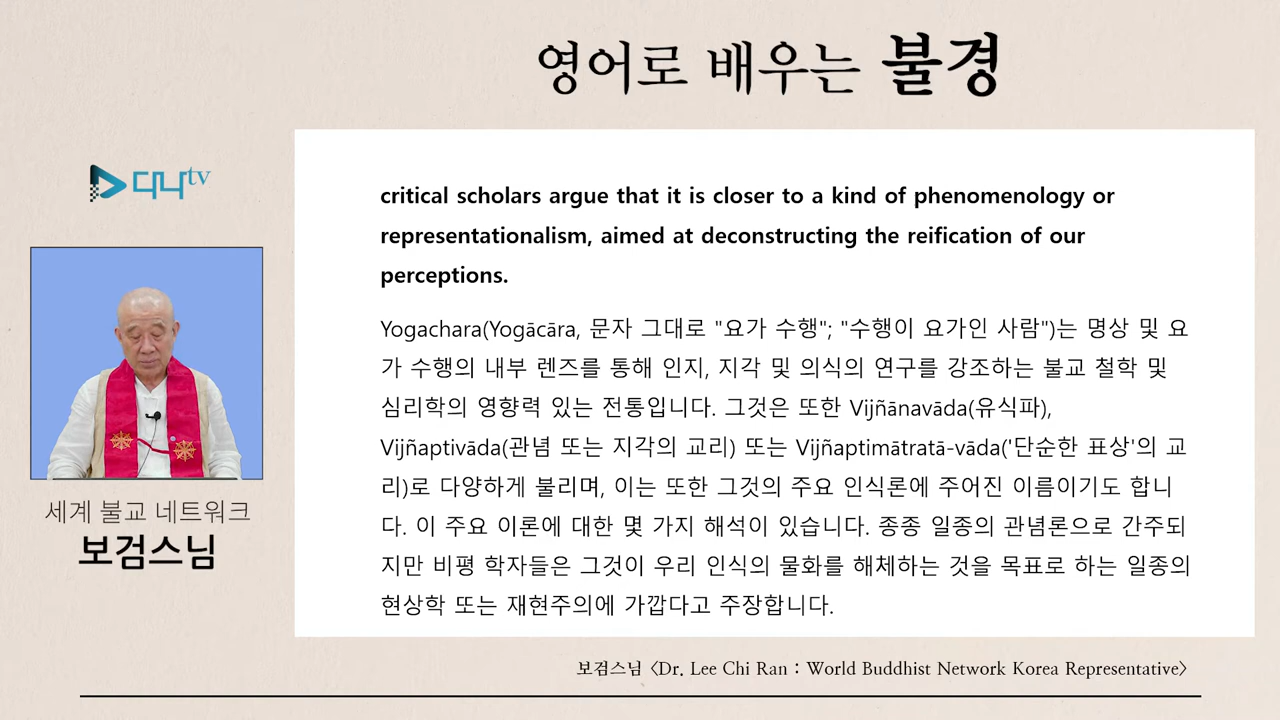 영어로 배우는 불경
디나tv
critical scholars argue that it is closer to a kind of phenomenology or
representationalism, aimed at deconstructing the reification of our
perceptions.
Yogachara(Yogācāra, 문자 그대로 "요가 수행"; "수행이 요가인 사람")는 명상 및 요
가 수행의 내부 렌즈를 통해 인지, 지각 및 의식의 연구를 강조하는 불교 철학 및
심리학의 영향력 있는 전통입니다. 그것은 또한 Vijñānavāda(유식파),
Vijñaptivāda(관념 또는 지각의 교리) 또는 Vijñaptimātratā-vāda('단순한 표상'의 교
리)로 다양하게 불리며, 이는 또한 그것의 주요 인식론에 주어진 이름이기도 합니
다. 이 주요 이론에 대한 몇 가지 해석이 있습니다. 종종 일종의 관념론으로 간주되
지만 비평 학자들은 그것이 우리 인식의 물화를 해체하는 것을 목표로 하는 일종의
현상학 또는 재현주의에 가깝다고 주장합니다.
세계 불교 네트워크
보검스님
보검스님 <Dr. Lee Chi Ran : World Buddhist Network Korea Representative>